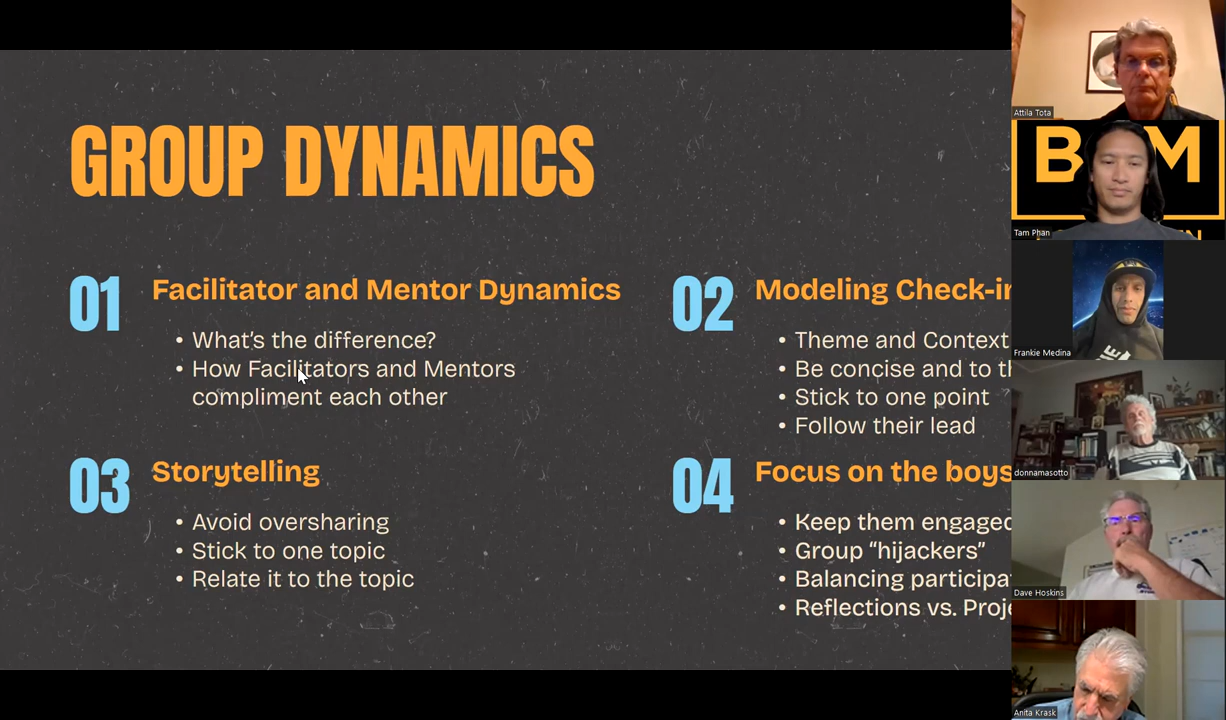 GROUP DYNAMICS
01
Facilitator and Mentor Dynamics
• What's the difference?
• How Facilitators and Mentors
compliment each other
02
Modeling Check-in
• Theme and Context
• Be concise and to th
• Stick to one point
• Follow their lead
03
Storytelling
• Avoid oversharing
• Stick to one topic
• Relate it to the topic
04
Focus on the boys
• Keep them engaged
• Group “hijackers”
• Balancing participat
• Reflections vs. Proje
Attila Tota
B M
Tam Phan
Frankie Medina
donnamasotto
Dave Hoskins
Anita Krask